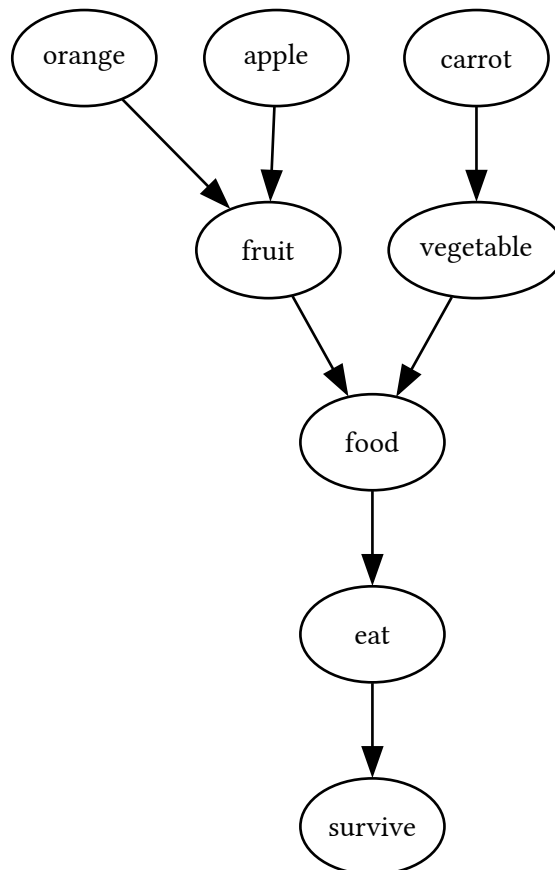 orange
apple
carrot
fruit
vegetable
food
eat
survive